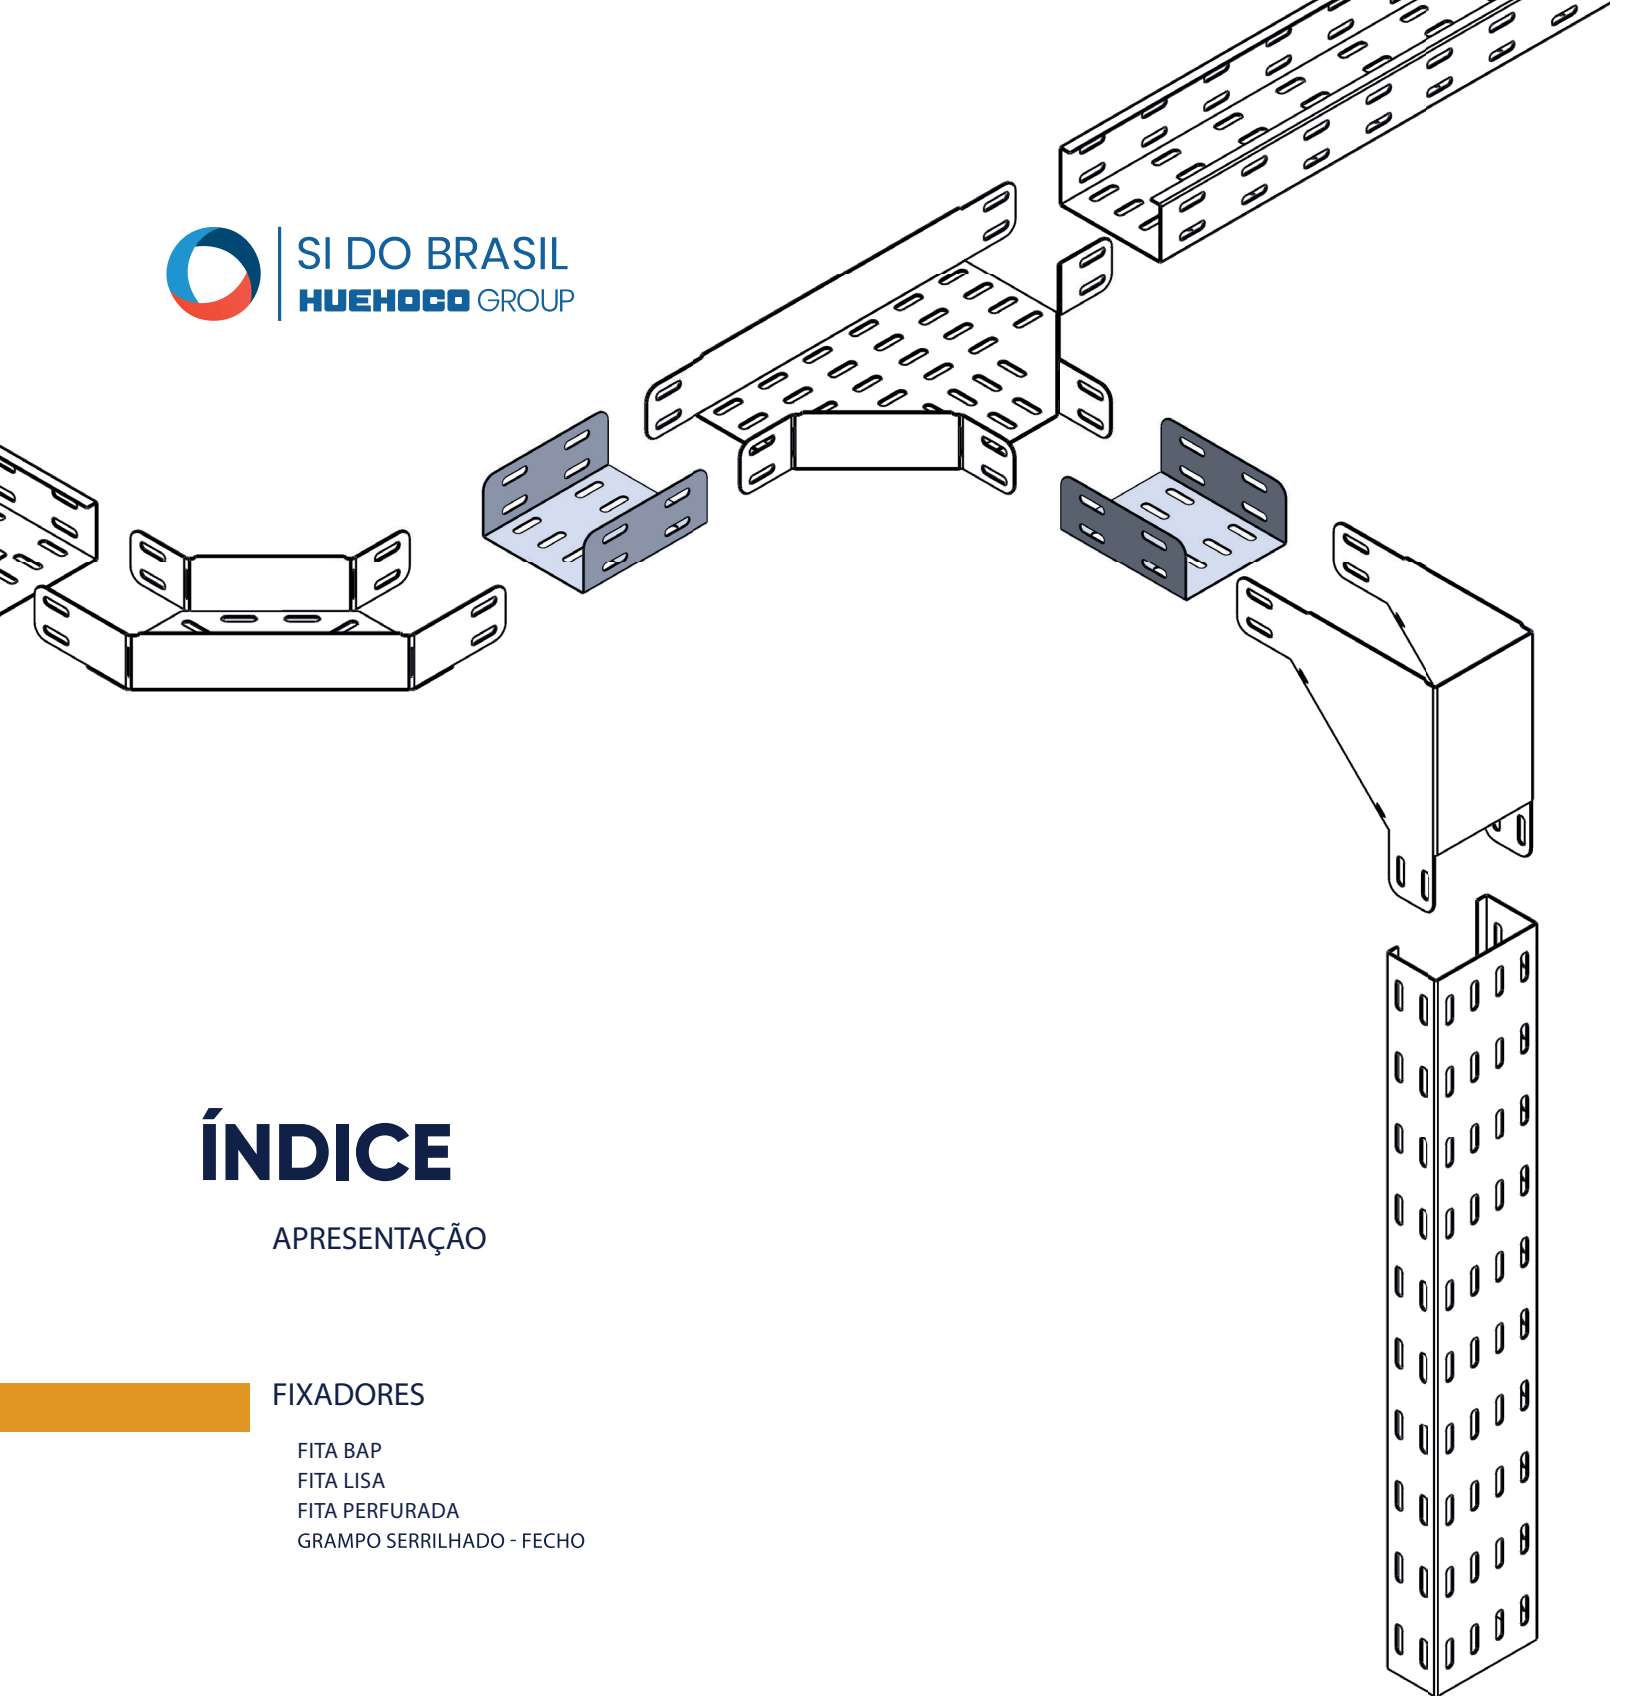 SI DO BRASIL
HUEHOCO GROUP
ÍNDICE
APRESENTAÇÃO
FIXADORES
FITA BAP
FITA LISA
FITA PERFURADA
GRAMPO SERRILHADO - FECHO